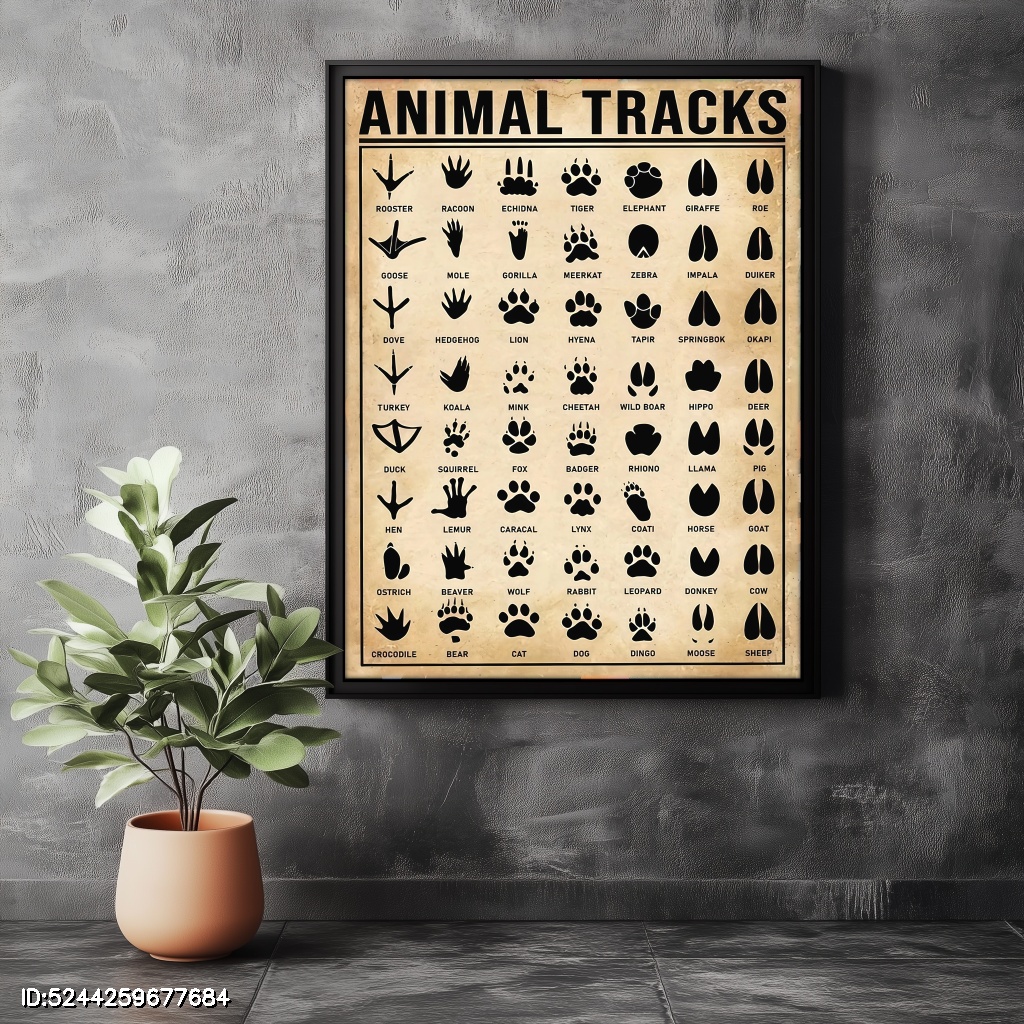 ANIMAL TRACKS
ROOSTER RACOON ECHIDNA TIGER ELEPHANT GIRAFFE ROE
GOOSE MOLE GORILLA MEERKAT ZEBRA IMPALA DUIKER
DOVE HEDGEHOG LION HYENA TAPIR SPRINGBOK OKAPI
TURKEY KOALA MINK CHEETAH WILD BOAR HIPPO DEER
DUCK SQUIRREL FOX BADGER RHIONO LLAMA PIG
HEN LEMUR CARACAL LYNX COATI HORSE GOAT
OSTRICH BEAVER WOLF RABBIT LEOPARD DONKEY COW
CROCODILE BEAR CAT DOG DINGO MOOSE SHEEP
ID:5244259677684